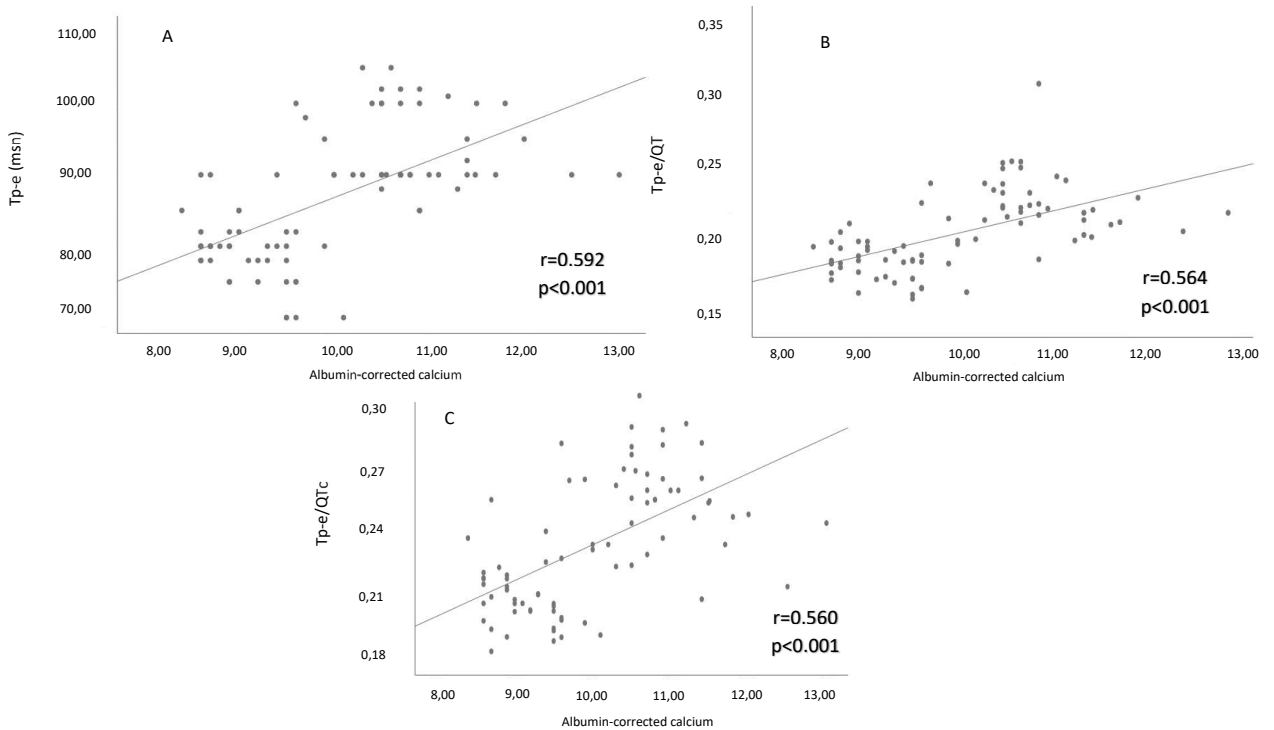 A
Tp-e (msn)
110,00
100,00
90,00
80,00
70,00
r=0.592
p<0.001
8,00 9,00 10,00 11,00 12,00 13,00
Albumin-corrected calcium
B
Tp-e/QT
0,35
0,30
0,25
0,20
0,15
r=0.564
p<0.001
8,00 9,00 10,00 11,00 12,00 13,00
Albumin-corrected calcium
C
Tp-e/QTc
0,30
0,27
0,24
0,21
0,18
r=0.560
p<0.001
8,00 9,00 10,00 11,00 12,00 13,00
Albumin-corrected calcium